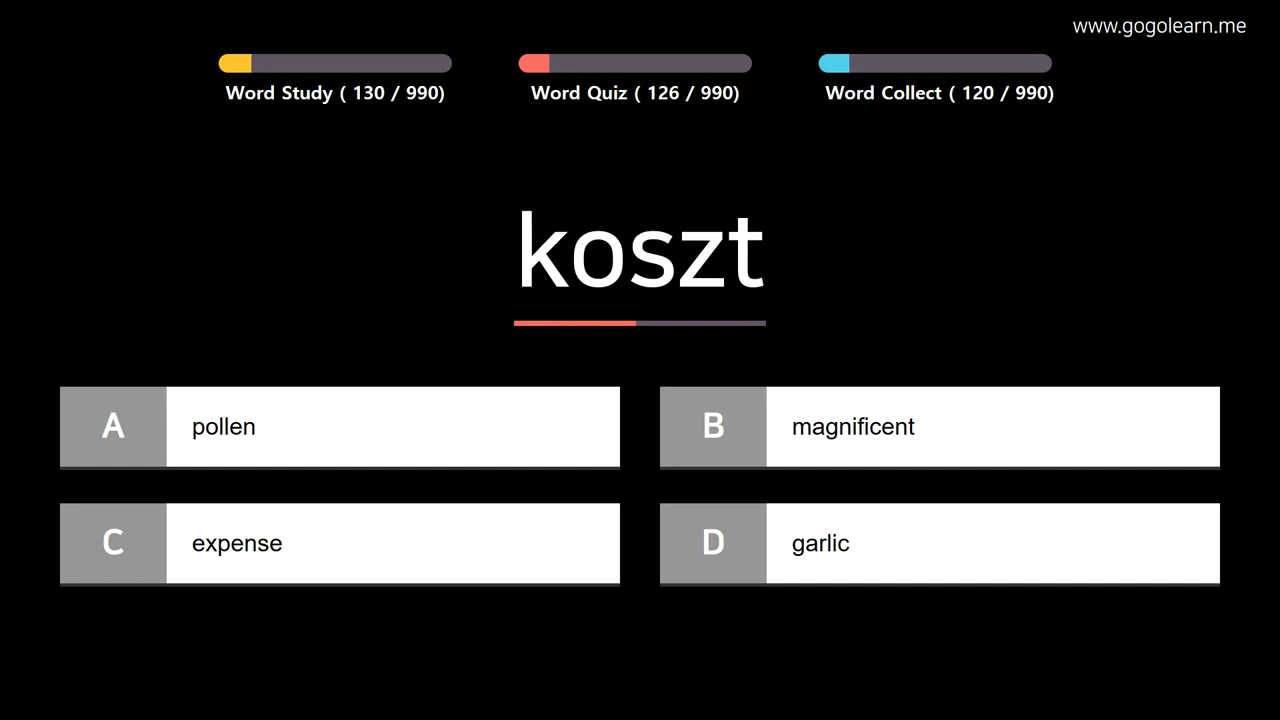 www.gogolearn.me
Word Study ( 130 / 990)
Word Quiz ( 126 / 990)
Word Collect ( 120 / 990)
koszt
A pollen
B magnificent
C expense
D garlic